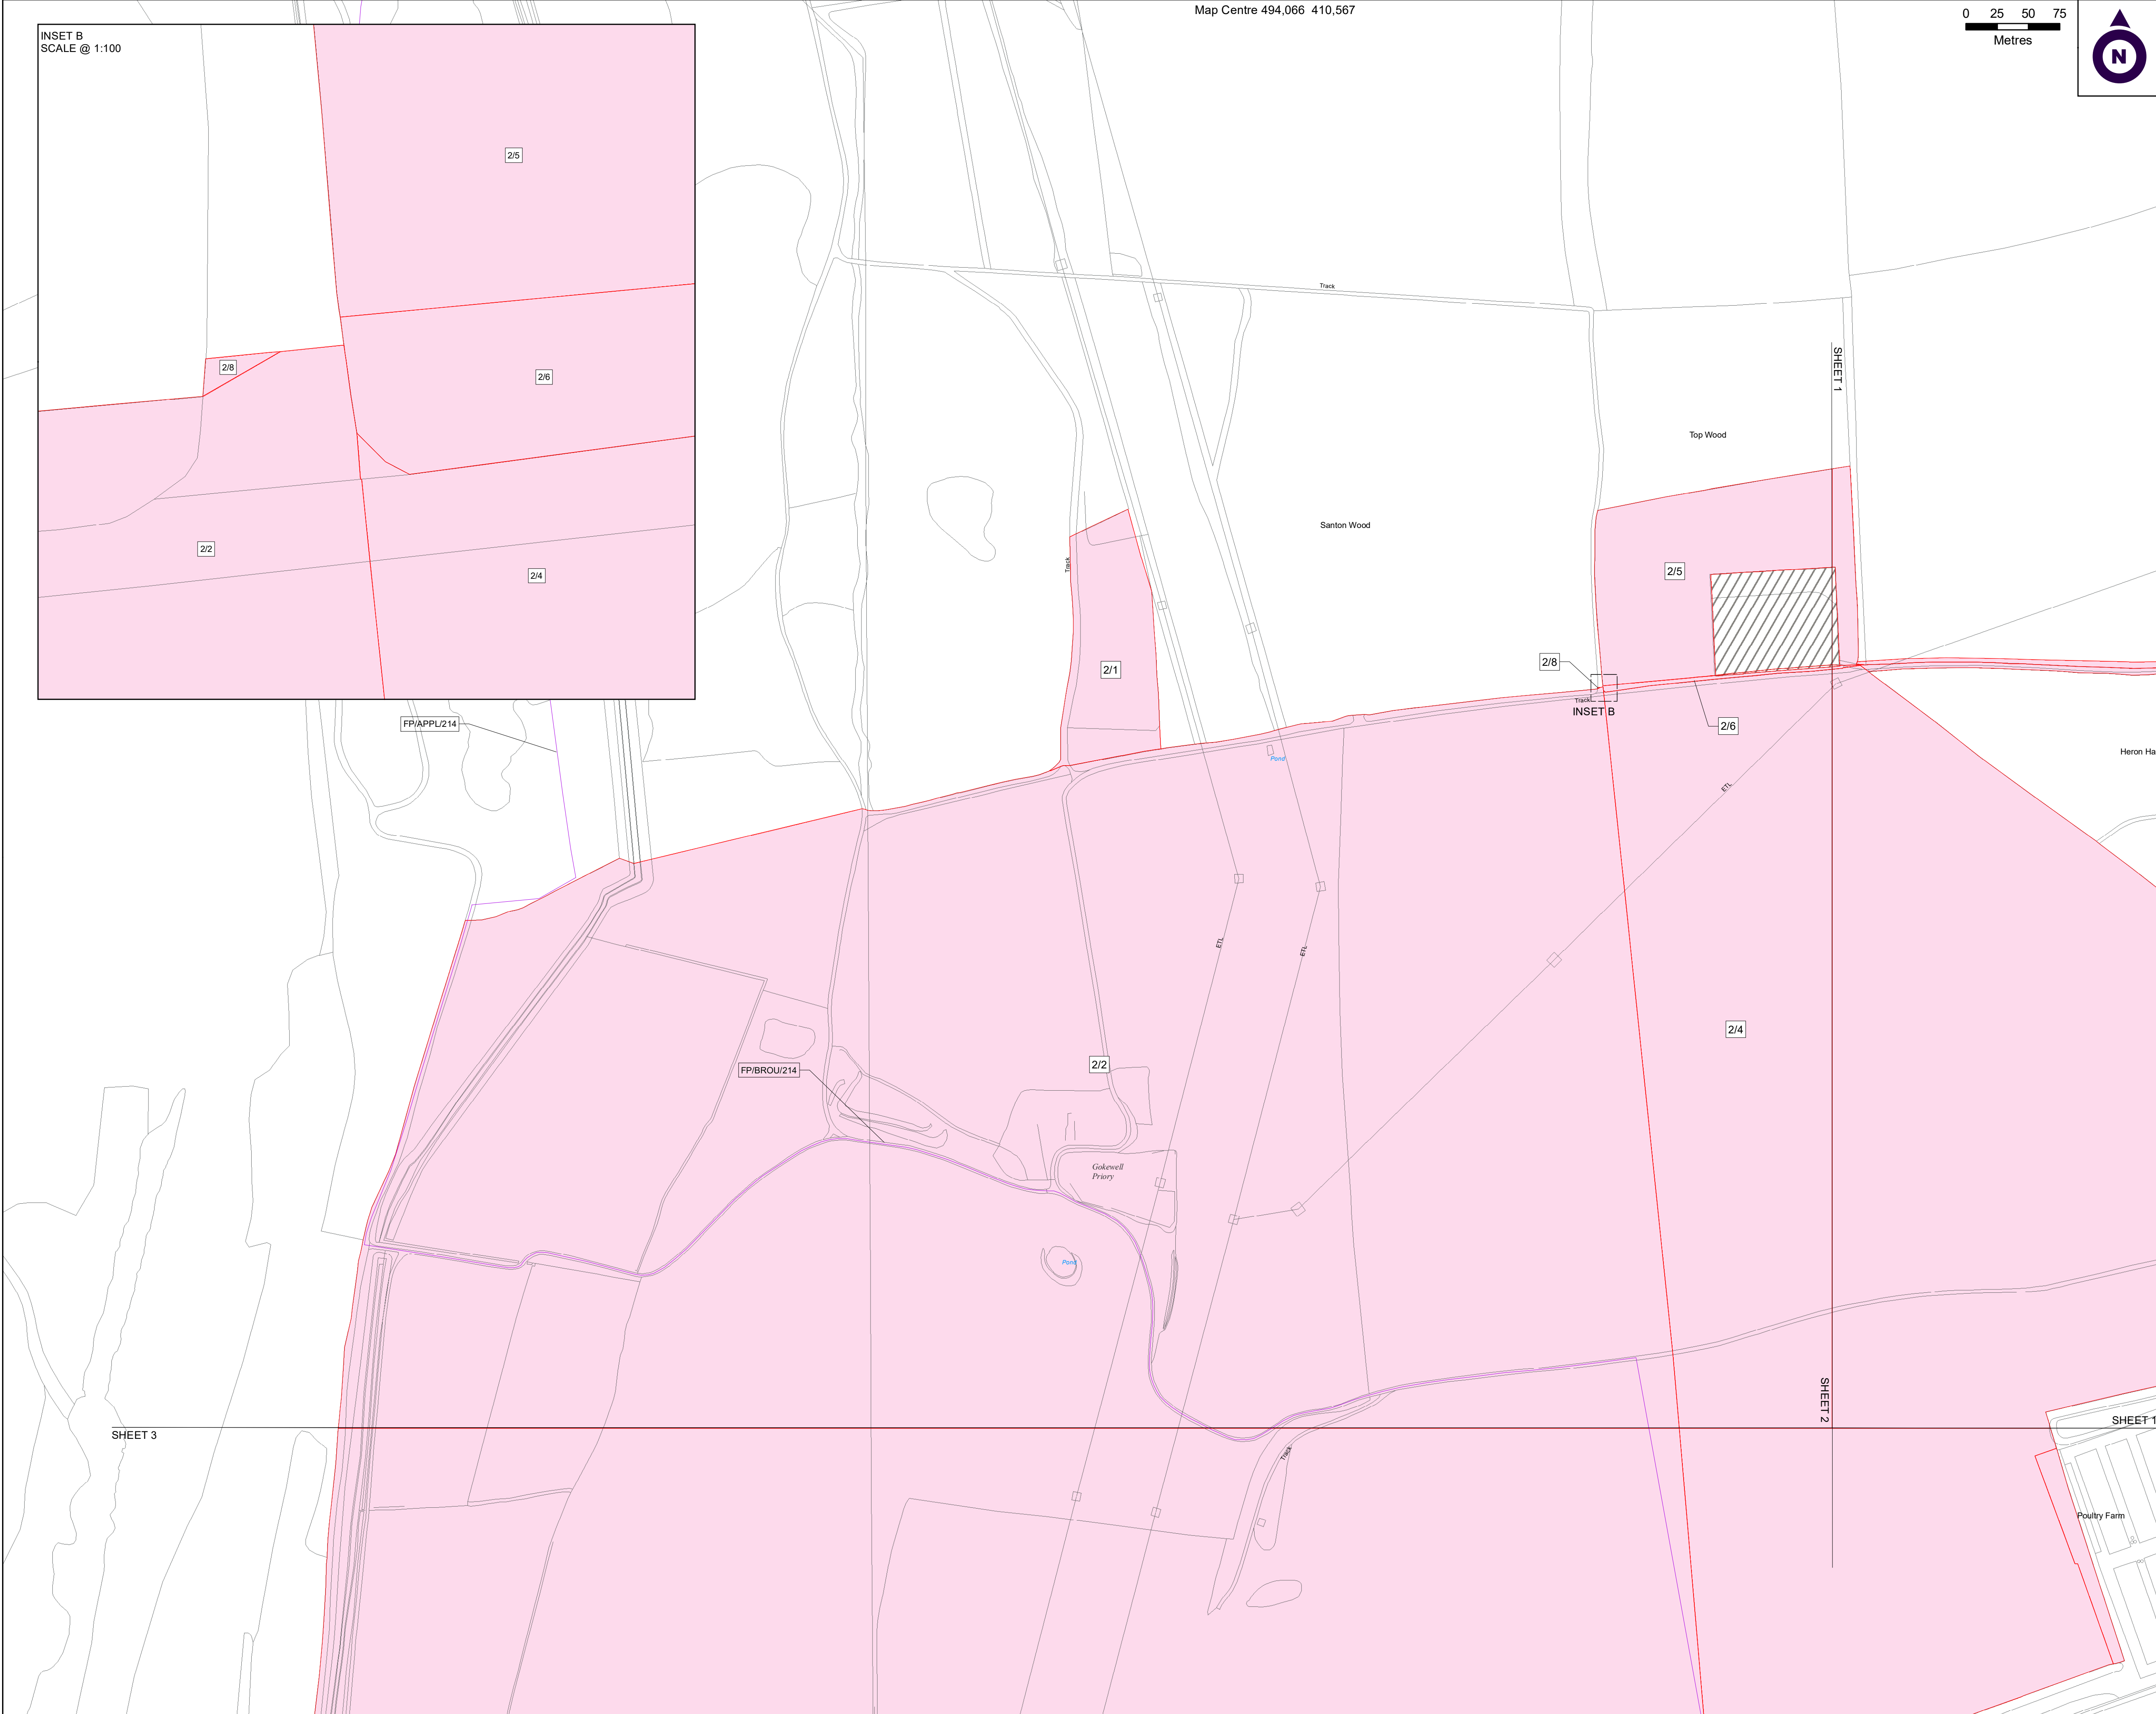 Map Centre 494,066 410,567
0 25 50 75
Metres
N
INSET B
SCALE @ 1:100
2/5
2/8
2/6
2/2
2/4
Track
SHEET 1
Top Wood
Santon Wood
Track
2/5
2/1
2/8
Track
INSET B
2/6
FP/APPL/214
Pond
Heron Ha
ETL
ETL
ETL
2/4
2/2
FP/BROU/214
Gokewell
Priory
Pond
SHEET 2
SHEET 1
SHEET 3
Track
Poultry Farm